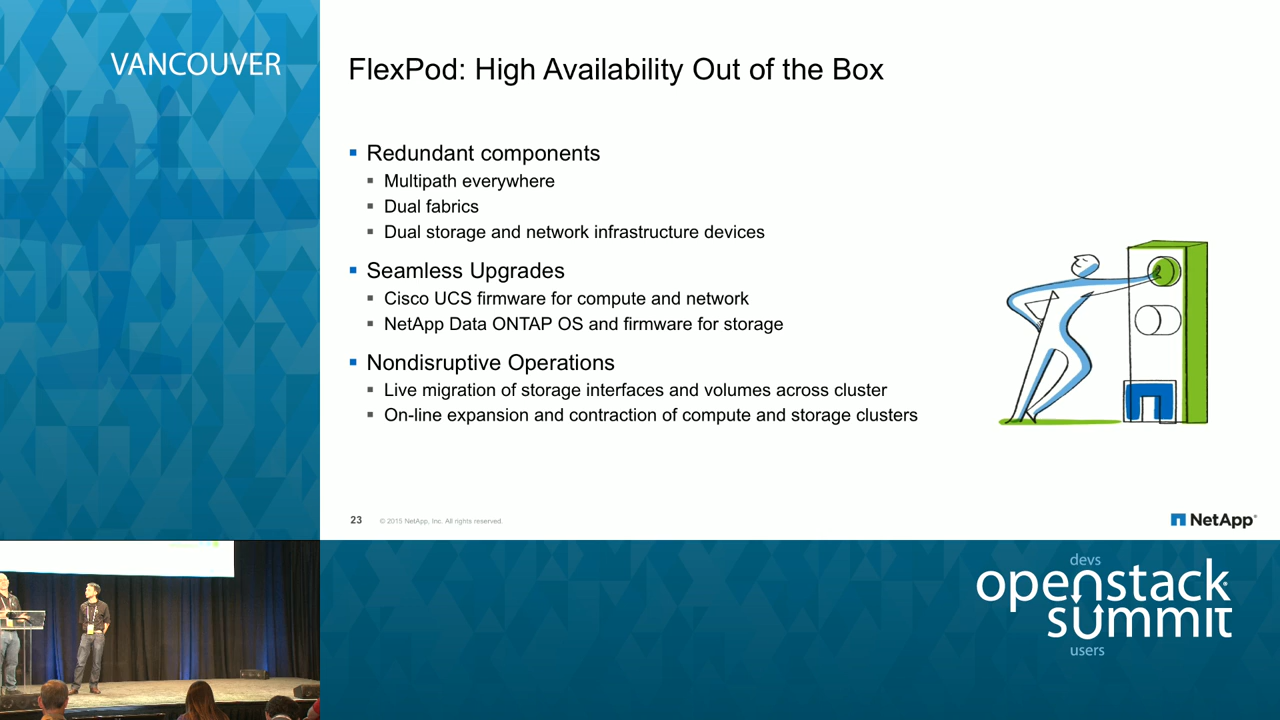 VANCOUVER
FlexPod: High Availability Out of the Box
Redundant components
Multipath everywhere
Dual fabrics
Dual storage and network infrastructure devices
Seamless Upgrades
Cisco UCS firmware for compute and network
NetApp Data ONTAP OS and firmware for storage
Nondisruptive Operations
Live migration of storage interfaces and volumes across cluster
On-line expansion and contraction of compute and storage clusters
23
© 2015 NetApp, Inc. All rights reserved.
NetApp®
devs
openstack
summit
users